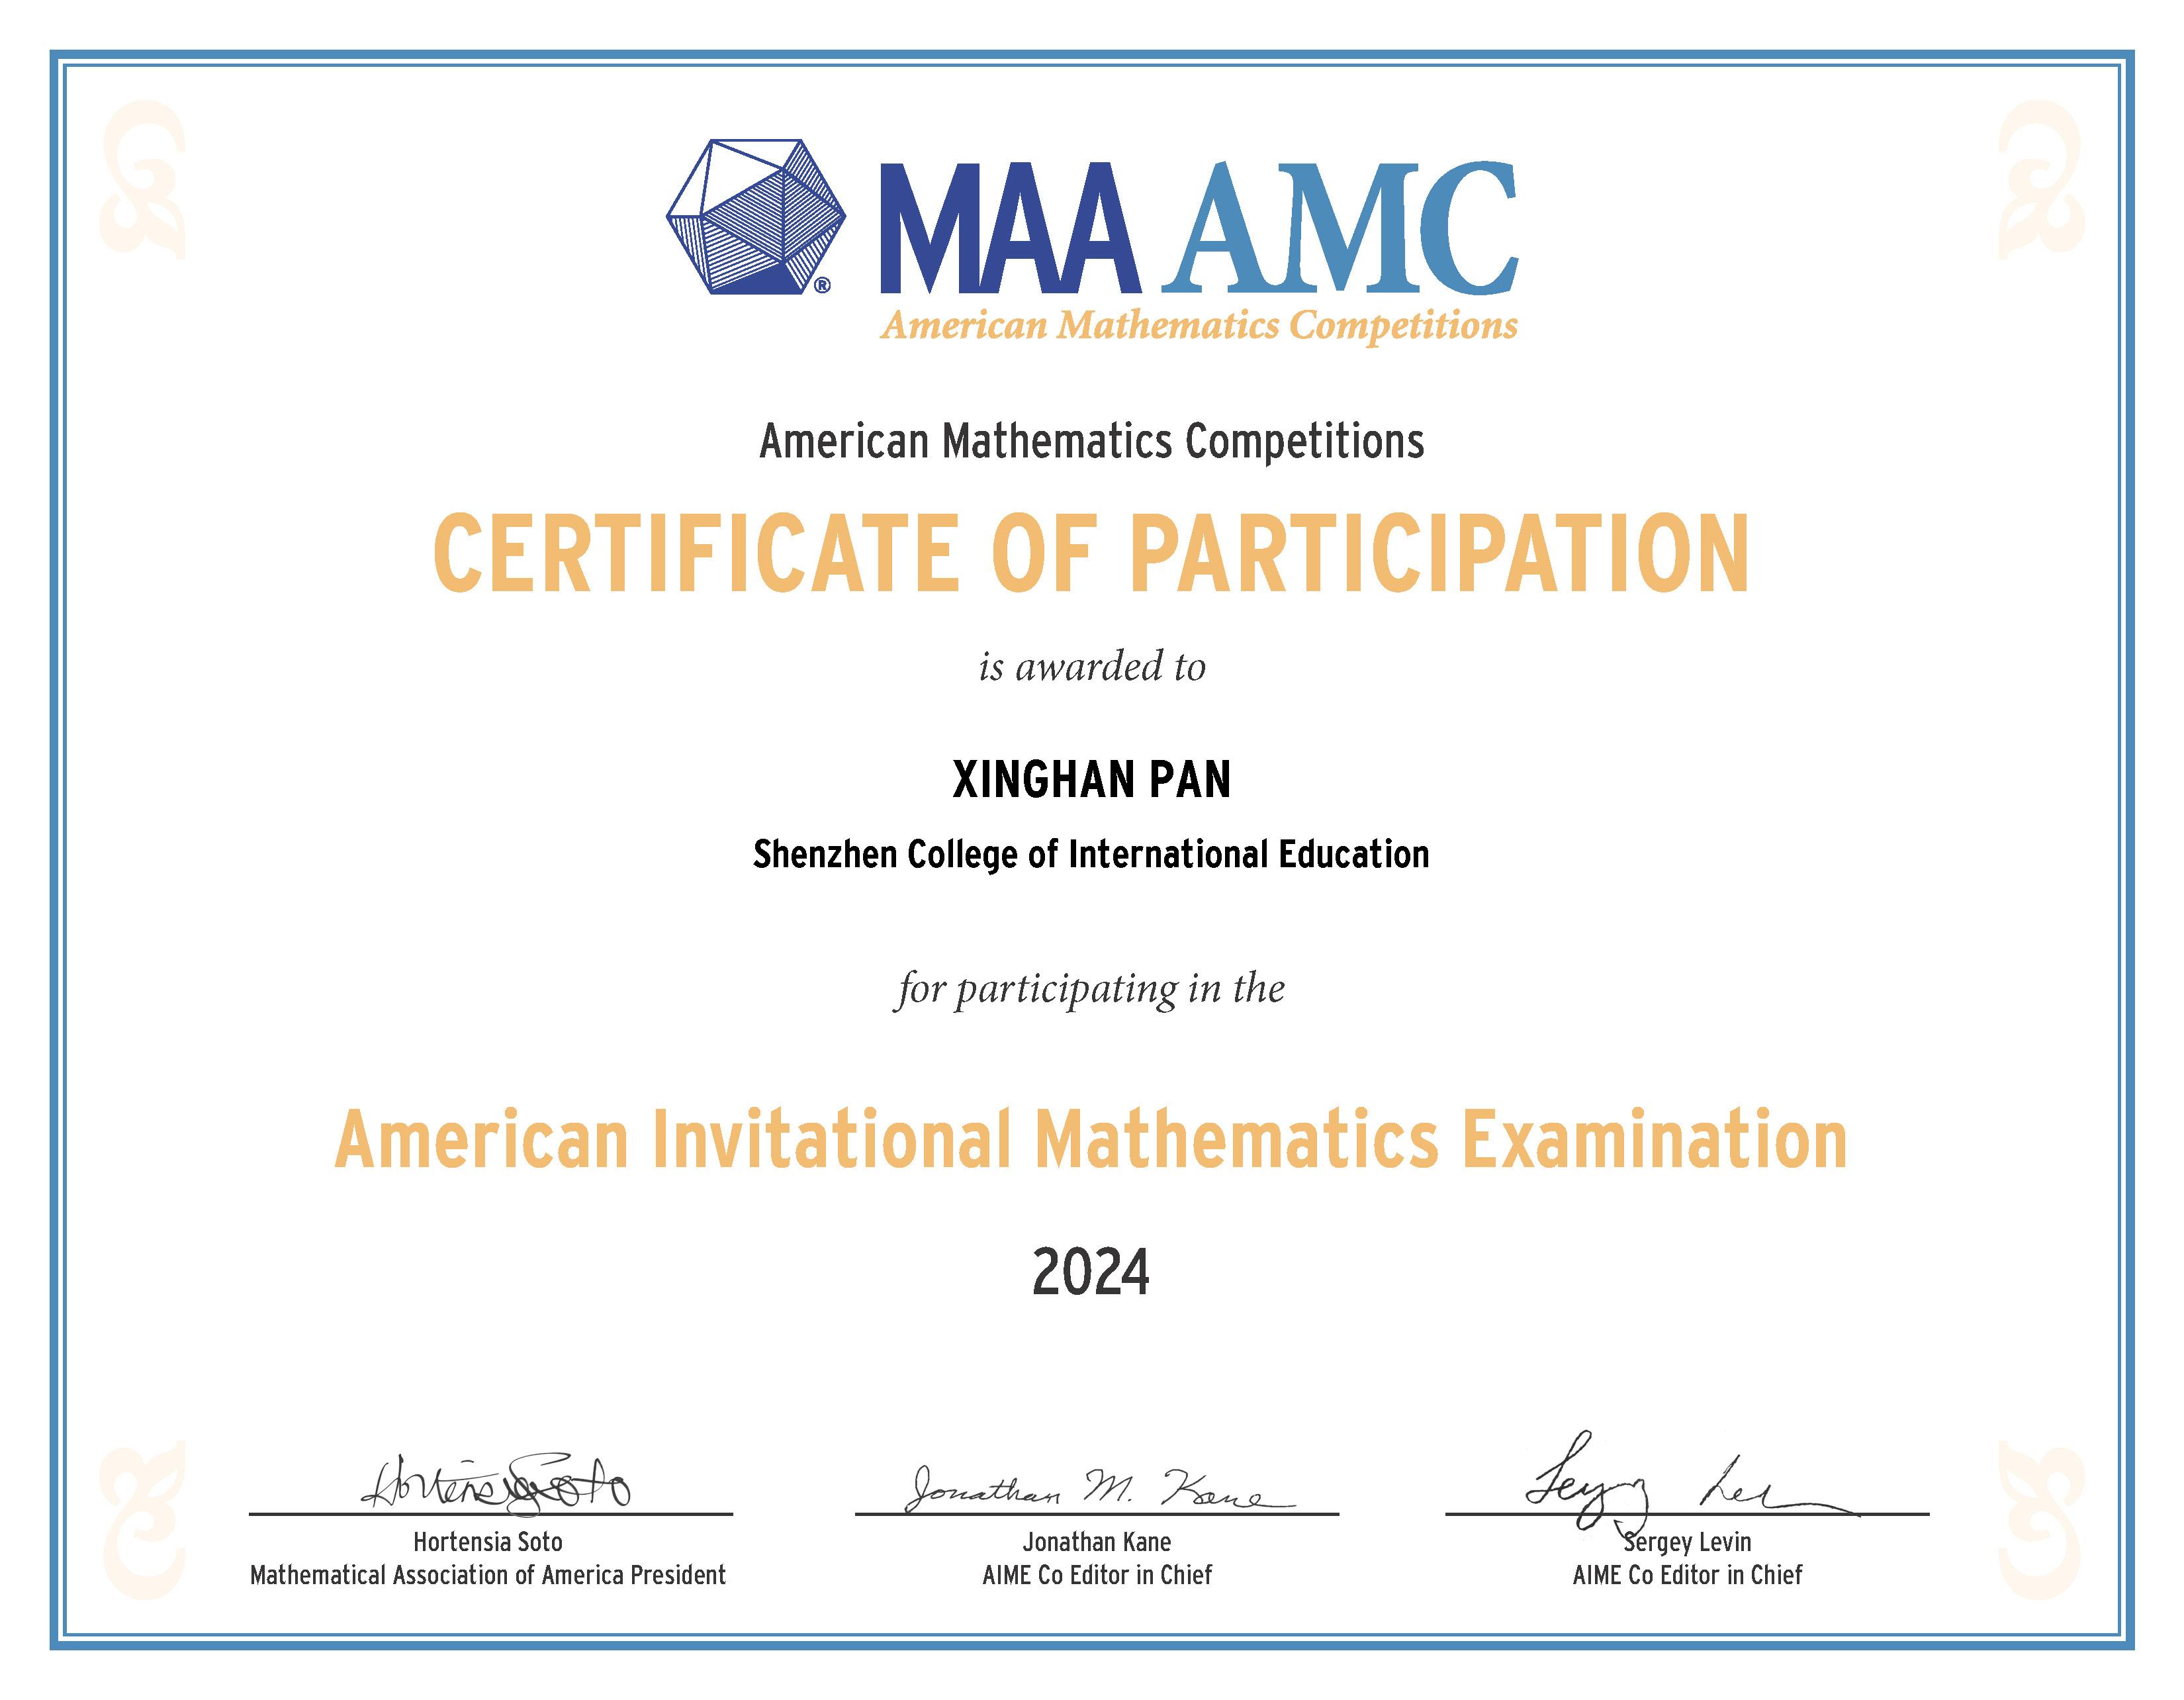 MAA AMC
American Mathematics Competitions
American Mathematics Competitions
CERTIFICATE OF PARTICIPATION
is awarded to
XINGHAN PAN
Shenzhen College of International Education
for participating in the
American Invitational Mathematics Examination
2024
Hortensia Soto
Jonathan M. Kane
Hortensia Soto
Mathematical Association of America President
Jonathan Kane
AIME Co Editor in Chief
Sergey Levin
AIME Co Editor in Chief